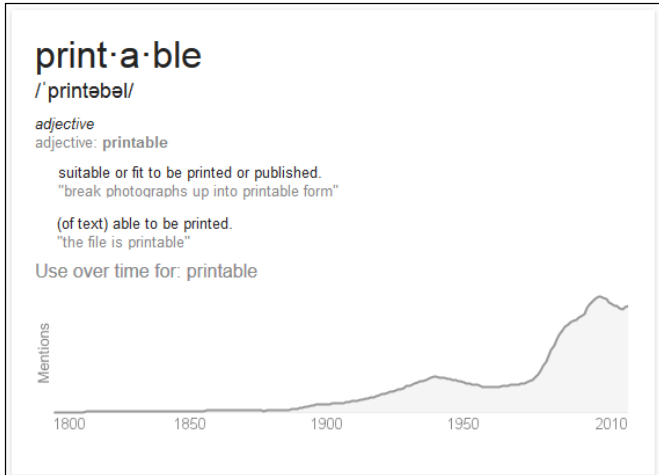 print·a·ble
/ˈprintəbəl/
adjective
adjective: printable
suitable or fit to be printed or published.
"break photographs up into printable form"
(of text) able to be printed.
"the file is printable"
Use over time for: printable
Mentions
1800 1850 1900 1950 2010